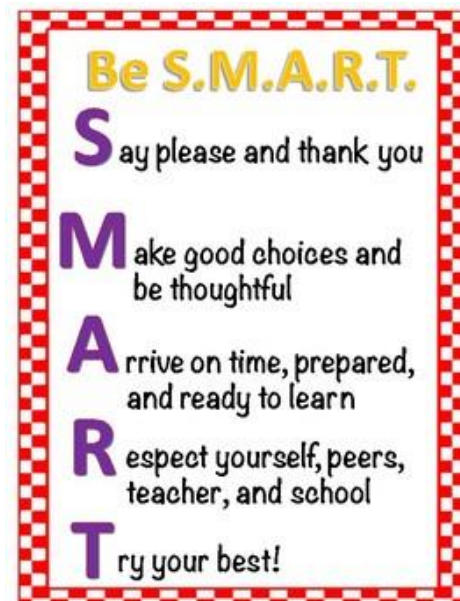 Be S.M.A.R.T.
Say please and thank you
Make good choices and
be thoughtful
Arrive on time, prepared,
and ready to learn
Respect yourself, peers,
teacher, and school
Try your best!